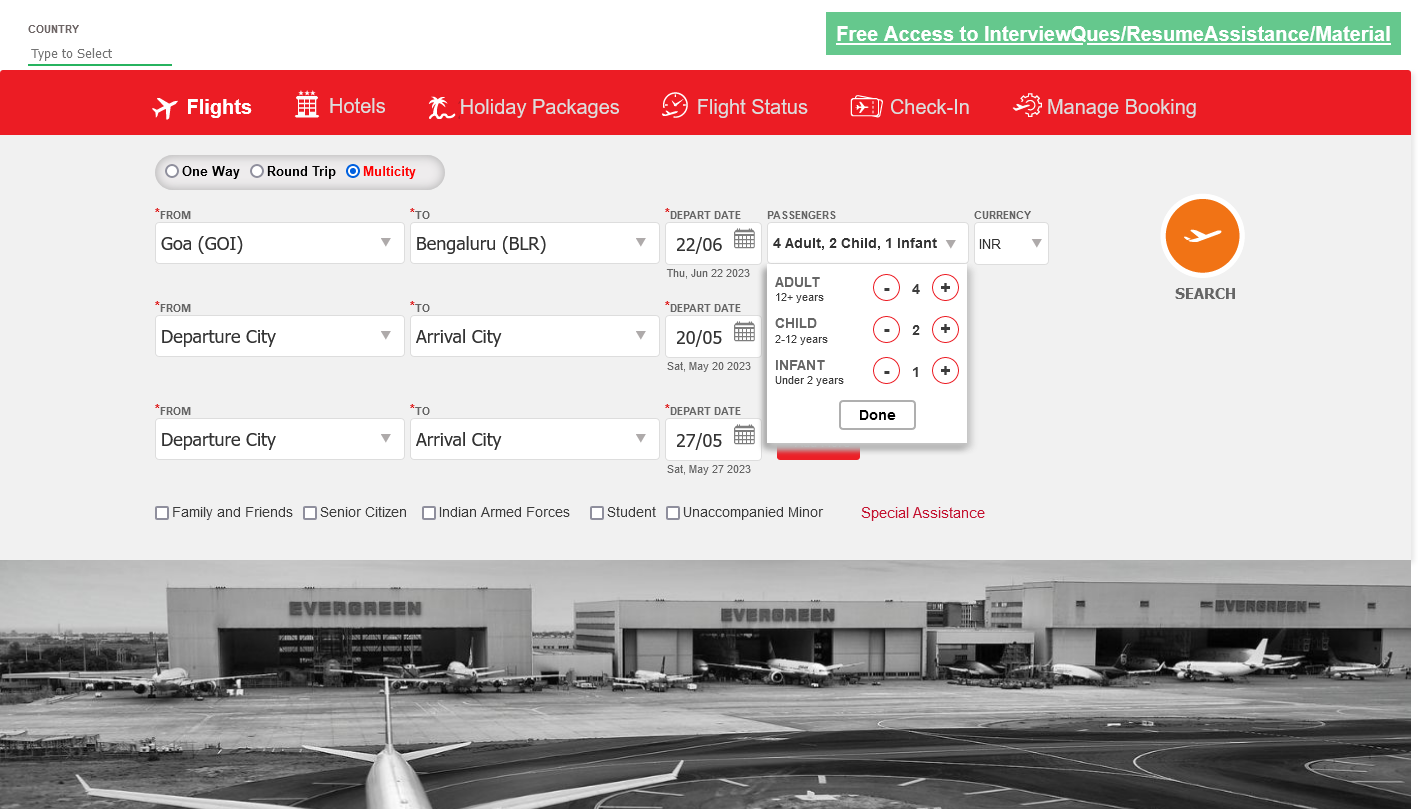 COUNTRY
Type to Select
Free Access to InterviewQues/ResumeAssistance/Material
Flights Hotels Holiday Packages Flight Status Check-In Manage Booking
One Way Round Trip Multicity
*FROM *TO *DEPART DATE PASSENGERS CURRENCY
Goa (GOI) Bengaluru (BLR) 22/06 4 Adult, 2 Child, 1 Infant INR
Thu, Jun 22 2023
SEARCH
ADULT
12+ years
- 4 +
*FROM *TO *DEPART DATE
Departure City Arrival City 20/05
Sat, May 20 2023
CHILD
2-12 years
- 2 +
INFANT
Under 2 years
- 1 +
Done
*FROM *TO *DEPART DATE
Departure City Arrival City 27/05
Sat, May 27 2023
Family and Friends Senior Citizen Indian Armed Forces Student Unaccompanied Minor Special Assistance
EVERGREEN EVERGREEN EVERGREEN